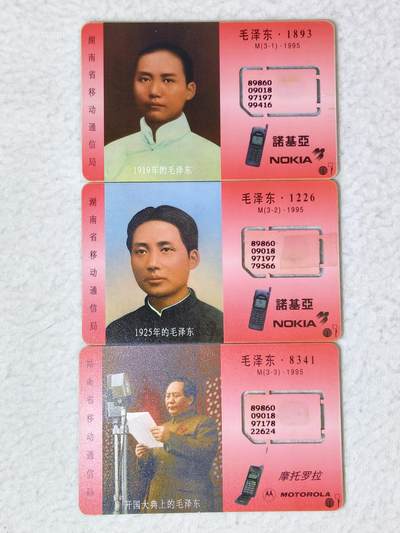 湖南省移动通信局
1919年的毛泽东
毛泽东·1893
M(3-1)·1995
89860
09018
97197
99416
諾基亞
NOKIA
湖南省移动通信局
1925年的毛泽东
毛泽东·1226
M(3-2)·1995
89860
09018
97197
79566
諾基亞
NOKIA
湖南省移动通信局
开国大典上的毛泽东
毛泽东·8341
M(3-3)·1995
89860
09018
97178
22624
摩托罗拉
MOTOROLA